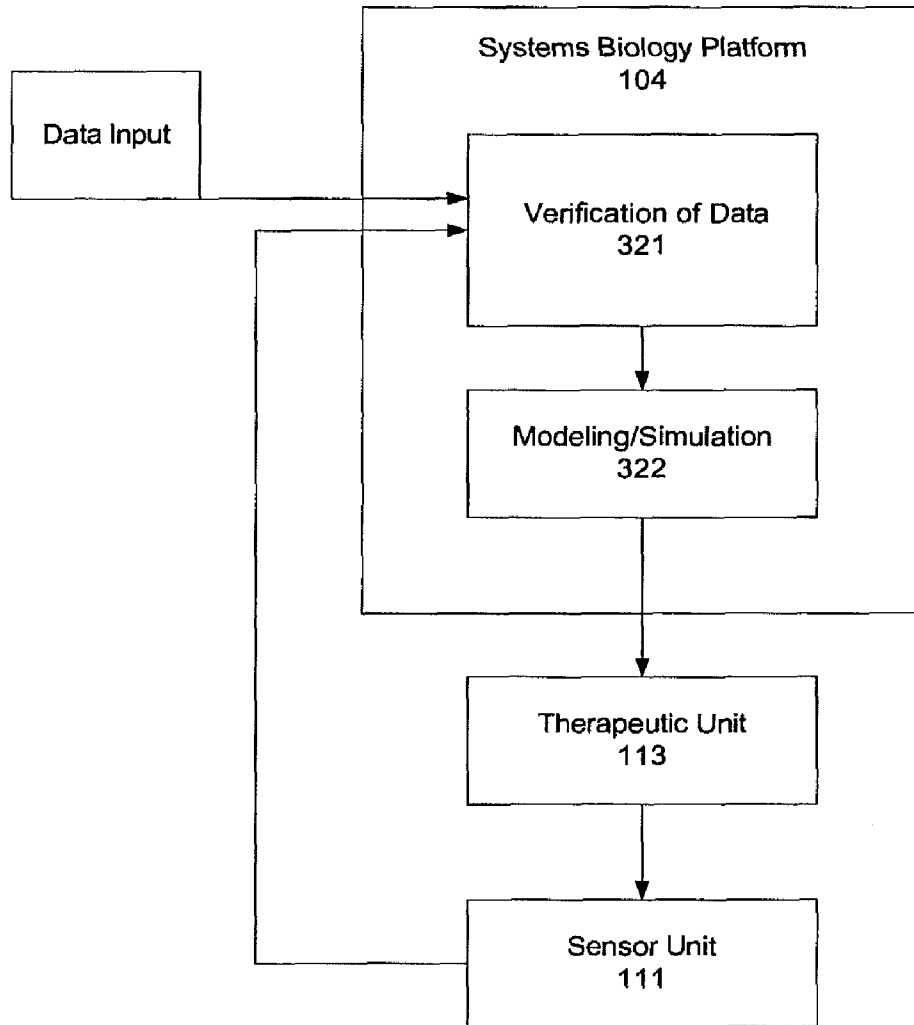 Systems Biology Platform
104
Data Input
Verification of Data
321
Modeling/Simulation
322
Therapeutic Unit
113
Sensor Unit
111